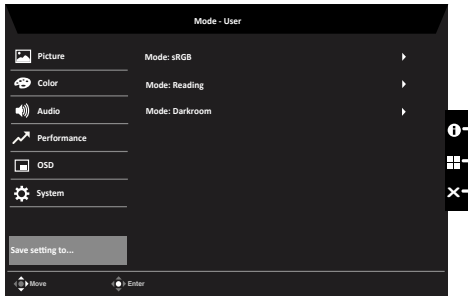 Mode - User
Picture
Mode: sRGB
Color
Mode: Reading
Audio
Mode: Darkroom
Performance
OSD
System
Save setting to...
Move
Enter